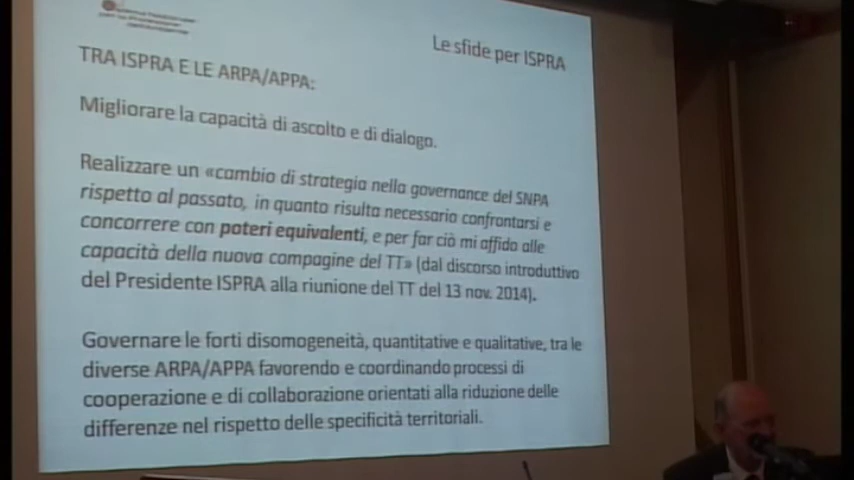 Le sfide per ISPRA
TRA ISPRA E LE ARPA/APPA:
Migliorare la capacità di ascolto e di dialogo.
Realizzare un «cambio di strategia nella governance del SNPA
rispetto al passato, in quanto risulta necessario confrontarsi e
concorrere con poteri equivalenti, e per far ciò mi affido alle
capacità della nuova compagine del TT» (dal discorso introduttivo
del Presidente ISPRA alla riunione del TT del 13 nov. 2014).
Governare le forti disomogeneità, quantitative e qualitative, tra le
diverse ARPA/APPA favorendo e coordinando processi di
cooperazione e di collaborazione orientati alla riduzione delle
differenze nel rispetto delle specificità territoriali.